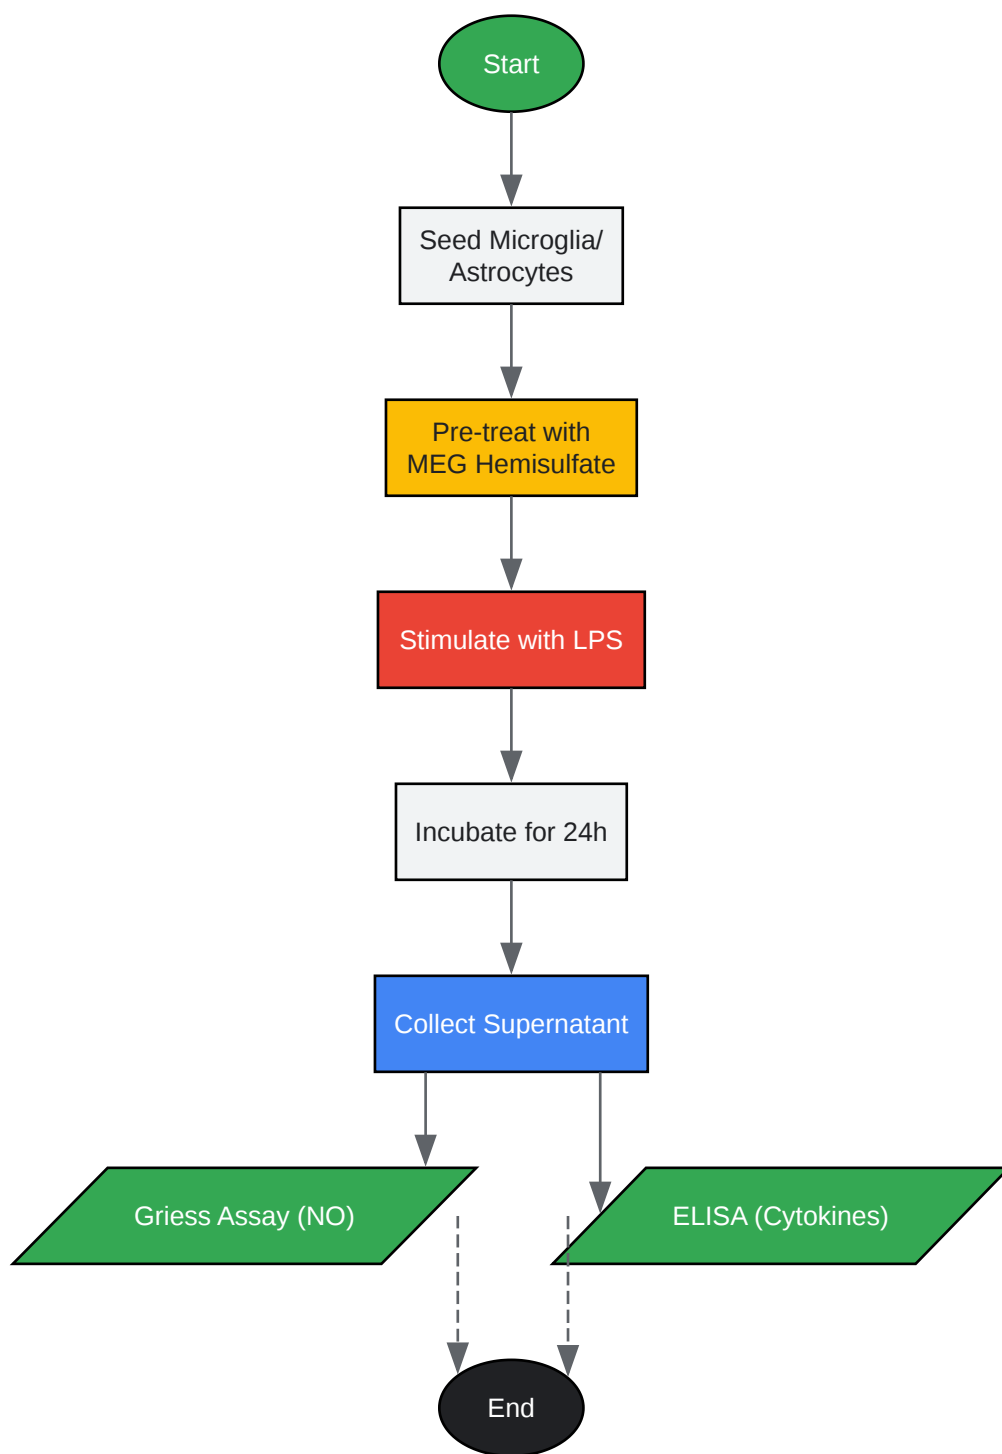 Start
Seed Microglia/
Astrocytes
Pre-treat with
MEG Hemisulfate
Stimulate with LPS
Incubate for 24h
Collect Supernatant
Griess Assay (NO)
ELISA (Cytokines)
End